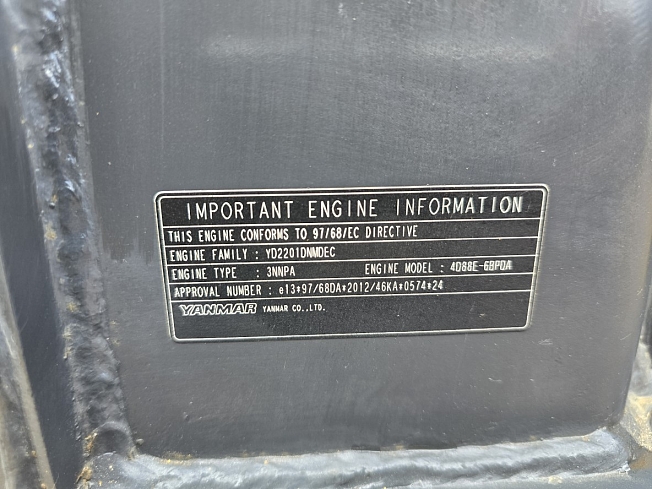 IMPORTANT ENGINE INFORMATION
THIS ENGINE CONFORMS TO 97/68/EC DIRECTIVE
ENGINE FAMILY : YD2201DNMDEC
ENGINE TYPE : 3NNPA ENGINE MODEL : 4D88E-6BPDA
APPROVAL NUMBER : e13*97/68DA*2012/46KA*0574*24
YANMAR YANMAR CO.,LTD.